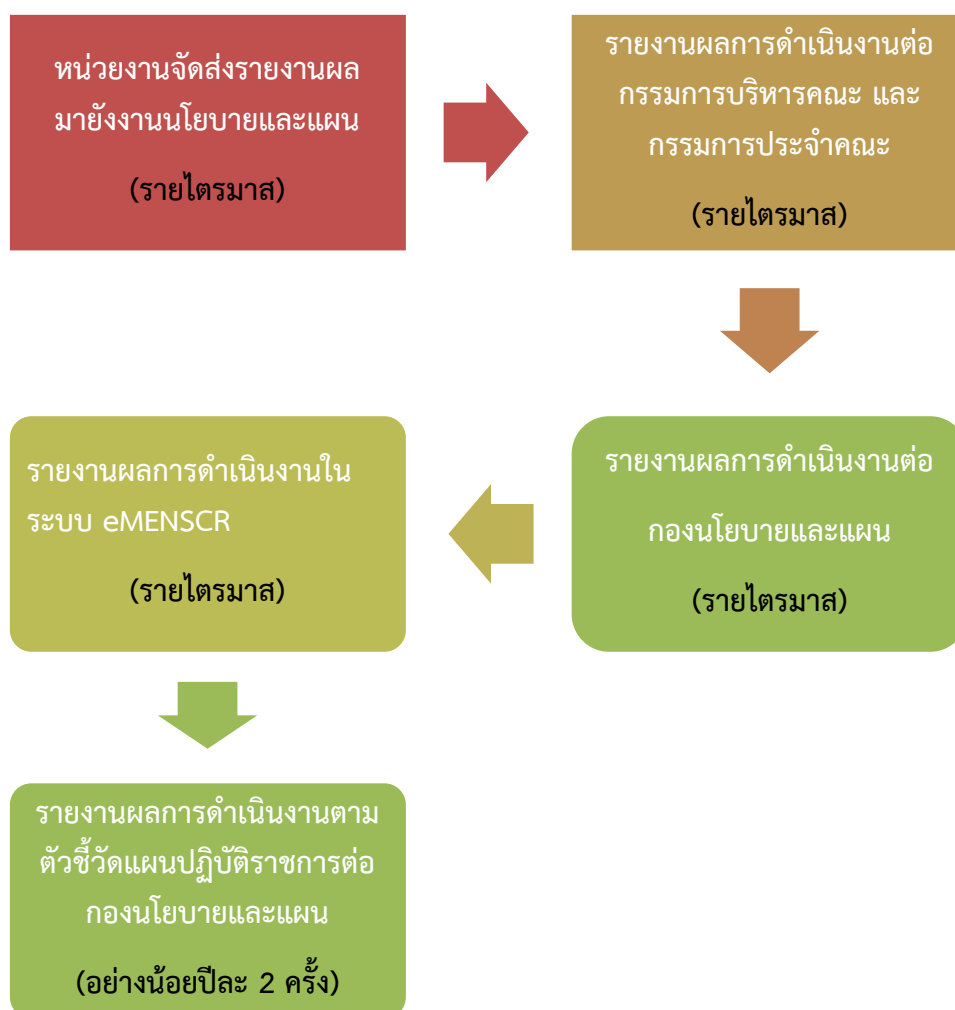 หน่วยงานจัดส่งรายงานผล
มายังงานนโยบายและแผน
(รายไตรมาส)
รายงานผลการดำเนินงานต่อ
กรรมการบริหารคณะ และ
กรรมการประจำคณะ
(รายไตรมาส)
รายงานผลการดำเนินงานต่อ
กองนโยบายและแผน
(รายไตรมาส)
รายงานผลการดำเนินงานใน
ระบบ eMENSCR
(รายไตรมาส)
รายงานผลการดำเนินงานตาม
ตัวชี้วัดแผนปฏิบัติราชการต่อ
กองนโยบายและแผน
(อย่างน้อยปีละ 2 ครั้ง)